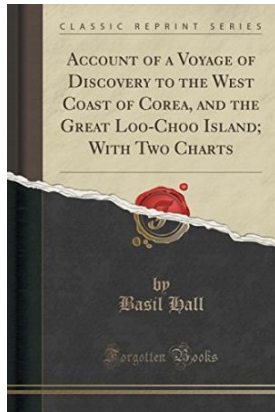 CLASSIC REPRINT SERIES
ACCOUNT OF A VOYAGE OF
DISCOVERY TO THE WEST
COAST OF COREA, AND THE
GREAT LOO-CHOO ISLAND;
WITH TWO CHARTS
by
Basil Hall
Forgotten Books